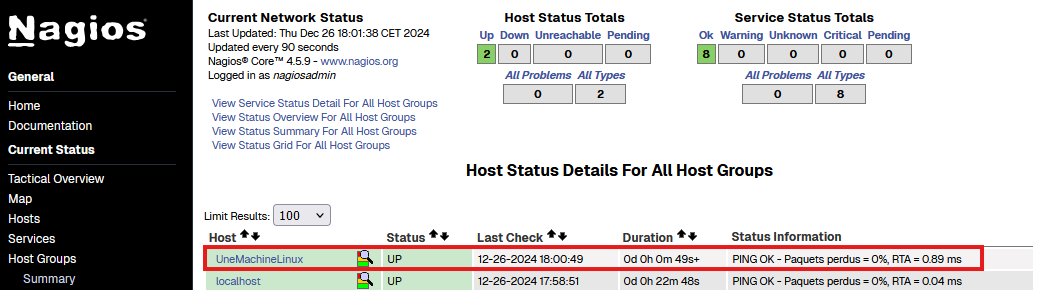 Nagios®
General
Home
Documentation
Current Status
Tactical Overview
Map
Hosts
Services
Host Groups
Summary
Current Network Status
Last Updated: Thu Dec 26 18:01:38 CET 2024
Updated every 90 seconds
Nagios® Core™ 4.5.9 - www.nagios.org
Logged in as nagiosadmin
View Service Status Detail For All Host Groups
View Status Overview For All Host Groups
View Status Summary For All Host Groups
View Status Grid For All Host Groups
Host Status Totals
Up Down Unreachable Pending
2 0 0 0
All Problems All Types
0 2
Service Status Totals
Ok Warning Unknown Critical Pending
8 0 0 0 0
All Problems All Types
0 8
Host Status Details For All Host Groups
Limit Results: 100
Host Status Last Check Duration Status Information
UneMachineLinux UP 12-26-2024 18:00:49 0d 0h 0m 49s+ PING OK - Paquets perdus = 0%, RTA = 0.89 ms
localhost UP 12-26-2024 17:58:51 0d 0h 22m 48s PING OK - Paquets perdus = 0%, RTA = 0.04 ms